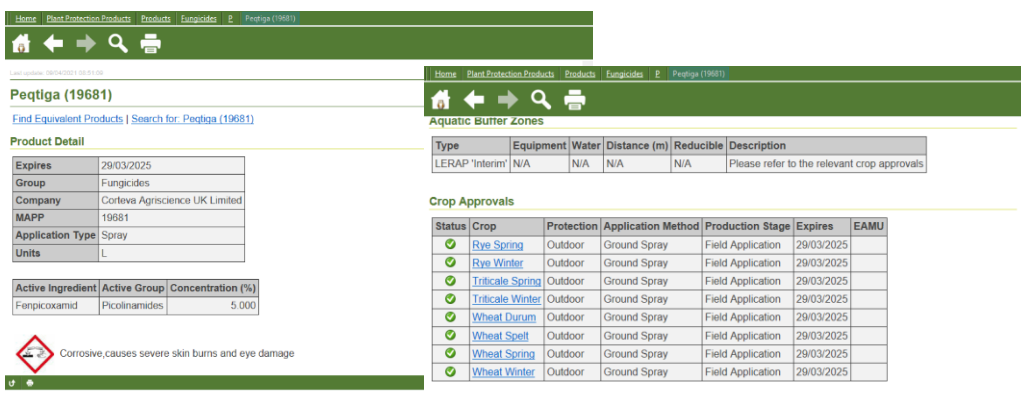 Home Plant Protection Products Products Fungicides P Peqtiga (19681)
Last update: 08/04/2021 03:51:00
Peqtiga (19681)
Find Equivalent Products | Search for: Peqtiga (19681)
Product Detail
Expires 29/03/2025
Group Fungicides
Company Corteva Agriscience UK Limited
MAPP 19681
Application Type Spray
Units L
Active Ingredient Active Group Concentration (%)
Fenpicoxamid Picolinamides 5.000
Corrosive,causes severe skin burns and eye damage
Home Plant Protection Products Products Fungicides P Peqtiga (19681)
Aquatic Buffer Zones
Type Equipment Water Distance (m) Reducible Description
LERAP 'Interim' N/A N/A N/A N/A Please refer to the relevant crop approvals
Crop Approvals
Status Crop Protection Application Method Production Stage Expires EAMU
Rye Spring Outdoor Ground Spray Field Application 29/03/2025
Rye Winter Outdoor Ground Spray Field Application 29/03/2025
Triticale Spring Outdoor Ground Spray Field Application 29/03/2025
Triticale Winter Outdoor Ground Spray Field Application 29/03/2025
Wheat Durum Outdoor Ground Spray Field Application 29/03/2025
Wheat Spelt Outdoor Ground Spray Field Application 29/03/2025
Wheat Spring Outdoor Ground Spray Field Application 29/03/2025
Wheat Winter Outdoor Ground Spray Field Application 29/03/2025